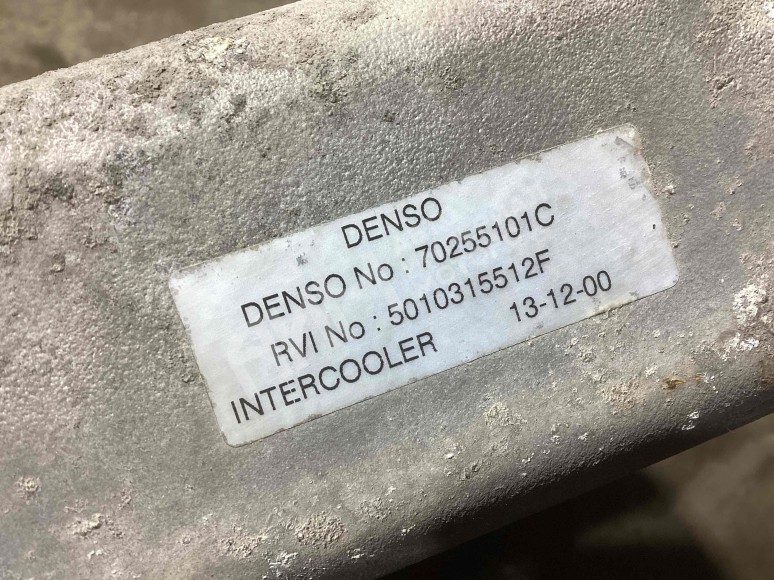 DENSO
DENSO No : 70255101C
RVI No : 5010315512F
INTERCOOLER 13-12-00